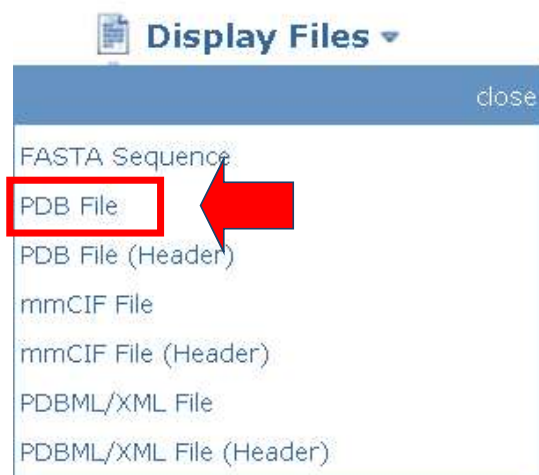 Display Files
close
FASTA Sequence
PDB File
PDB File (Header)
mmCIF File
mmCIF File (Header)
PDBML/XML File
PDBML/XML File (Header)